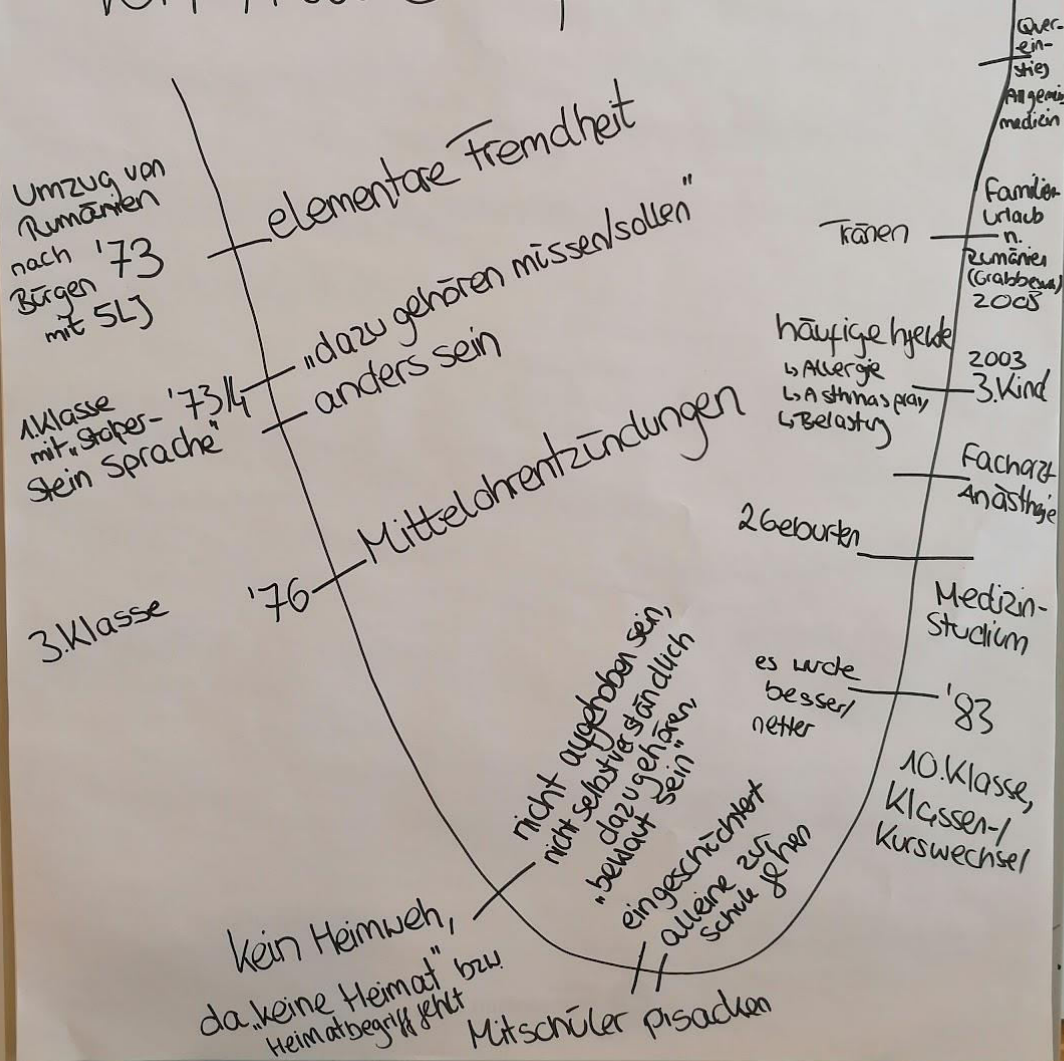 Umzug von
Rumänien
nach '73
Bürgen
mit 5LJ
elementare Fremdheit
1.Klasse
mit „Stolper-
stein Sprache"
'73/4
„dazu gehören müssen/sollen"
anders sein
3.Klasse
'76
Mittelohrentzündungen
nicht aufgehoben sein,
nicht selbstverständlich
dazugehören,
„beklaut sein"
Kein Heimweh,
da „keine Heimat" bzw.
Heimatbegriff fehlt
eingeschüchtert
alleine zur
Schule gehen
Mitschüler pisacken
es wurde
besser/
netter
'83
10.Klasse,
Klassen-/
Kurswechsel
Medizin-
studium
2 Geburten
Facharzt
Anästhesie
häufige
↳ Allergie
↳ Asthmaspray
↳ Belastung
2003
3.Kind
Tränen
Familien
urlaub
n.
Rumänien
2008
Quer-
ein-
stieg
Allgemein
medizin